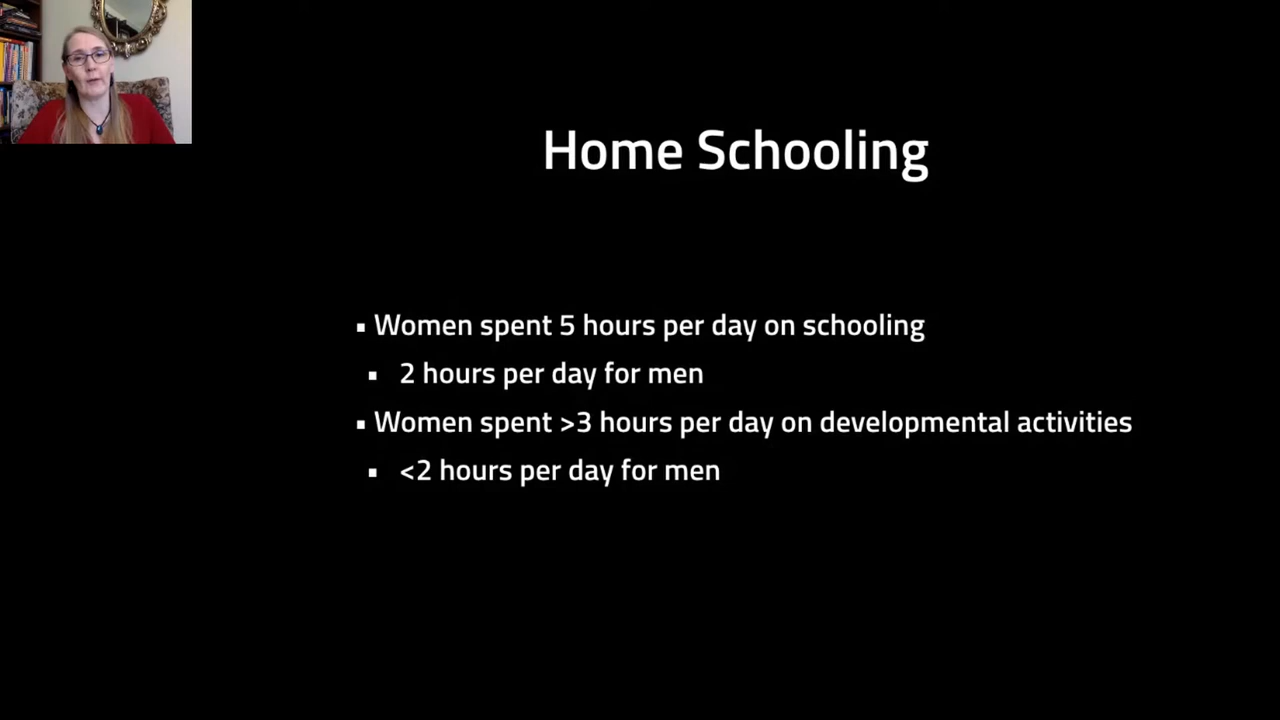 Home Schooling
▪ Women spent 5 hours per day on schooling
▪ 2 hours per day for men
▪ Women spent >3 hours per day on developmental activities
▪ <2 hours per day for men